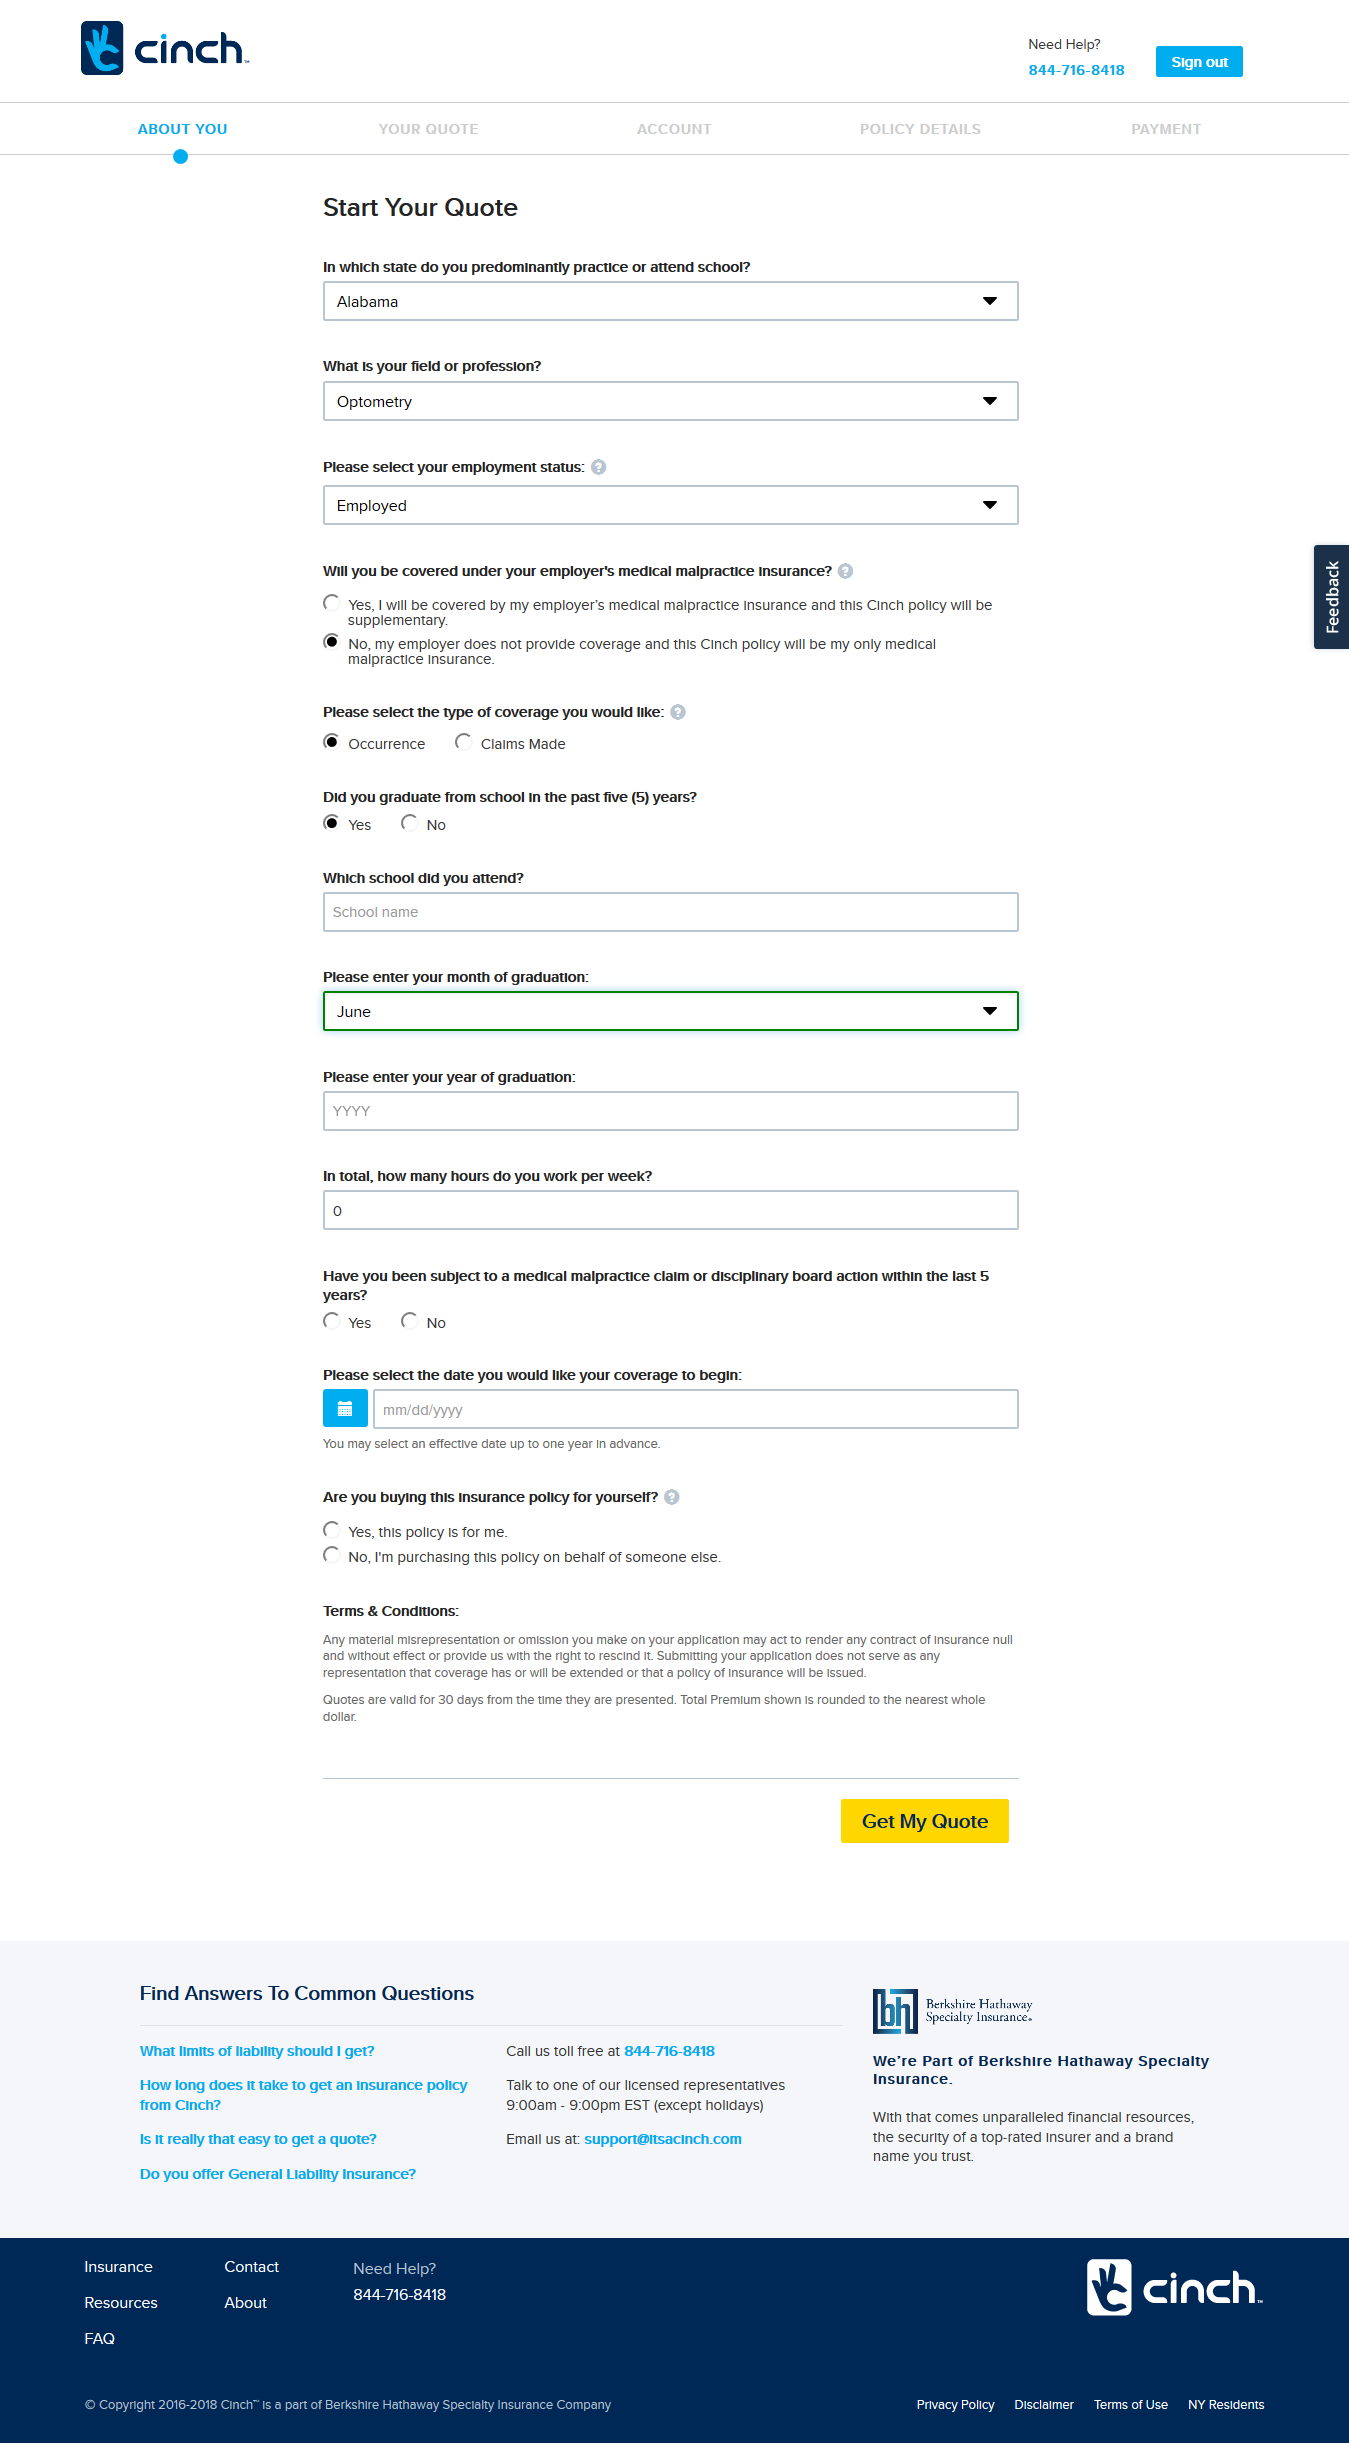 cinch™
Need Help?
844-716-8418
Sign out
ABOUT YOU
YOUR QUOTE
ACCOUNT
POLICY DETAILS
PAYMENT
Start Your Quote
In which state do you predominantly practice or attend school?
Alabama
What is your field or profession?
Optometry
Please select your employment status: ?
Employed
Will you be covered under your employer's medical malpractice insurance? ?
Yes, I will be covered by my employer’s medical malpractice insurance and this Cinch policy will be
supplementary.
No, my employer does not provide coverage and this Cinch policy will be my only medical
malpractice insurance.
Feedback
Please select the type of coverage you would like: ?
Occurrence
Claims Made
Did you graduate from school in the past five (5) years?
Yes
No
Which school did you attend?
School name
Please enter your month of graduation:
June
Please enter your year of graduation:
YYYY
In total, how many hours do you work per week?
0
Have you been subject to a medical malpractice claim or disciplinary board action within the last 5
years?
Yes
No
Please select the date you would like your coverage to begin:
mm/dd/yyyy
You may select an effective date up to one year in advance.
Are you buying this insurance policy for yourself? ?
Yes, this policy is for me.
No, I'm purchasing this policy on behalf of someone else.
Terms & Conditions:
Any material misrepresentation or omission you make on your application may act to render any contract of insurance null
and without effect or provide us with the right to rescind it. Submitting your application does not serve as any
representation that coverage has or will be extended or that a policy of insurance will be issued.
Quotes are valid for 30 days from the time they are presented. Total Premium shown is rounded to the nearest whole
dollar.
Get My Quote
Find Answers To Common Questions
What limits of liability should I get?
How long does it take to get an insurance policy
from Cinch?
Is it really that easy to get a quote?
Do you offer General Liability Insurance?
Call us toll free at 844-716-8418
Talk to one of our licensed representatives
9:00am - 9:00pm EST (except holidays)
Email us at: support@itsacinch.com
bh Berkshire Hathaway
Specialty Insurance®
We’re Part of Berkshire Hathaway Specialty
Insurance.
With that comes unparalleled financial resources,
the security of a top-rated insurer and a brand
name you trust.
Insurance
Resources
FAQ
Contact
About
Need Help?
844-716-8418
cinch™
© Copyright 2016-2018 Cinch™ is a part of Berkshire Hathaway Specialty Insurance Company
Privacy Policy
Disclaimer
Terms of Use
NY Residents